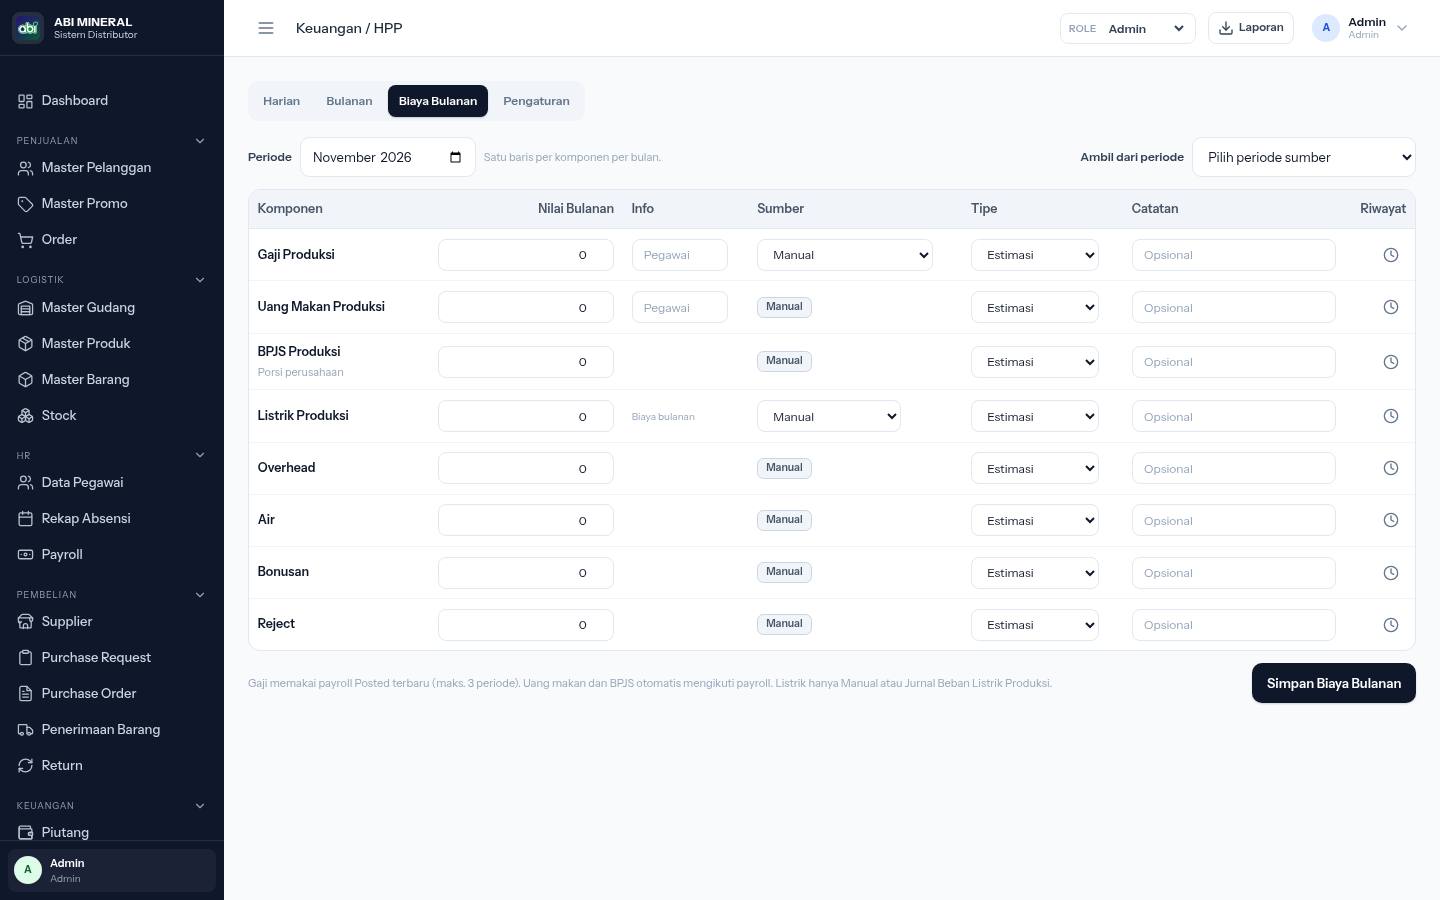 abi
ABI MINERAL
Sistem Distributor
Dashboard
PENJUALAN
Master Pelanggan
Master Promo
Order
LOGISTIK
Master Gudang
Master Produk
Master Barang
Stock
HR
Data Pegawai
Rekap Absensi
Payroll
PEMBELIAN
Supplier
Purchase Request
Purchase Order
Penerimaan Barang
Return
KEUANGAN
Piutang
A
Admin
Admin
Keuangan / HPP
ROLE Admin
Laporan
A
Admin
Admin
Harian Bulanan Biaya Bulanan Pengaturan
Periode November 2026 Satu baris per komponen per bulan. Ambil dari periode Pilih periode sumber
Komponen Nilai Bulanan Info Sumber Tipe Catatan Riwayat
Gaji Produksi 0 Pegawai Manual Estimasi Opsional
Uang Makan Produksi 0 Pegawai Manual Estimasi Opsional
BPJS Produksi 0 Manual Estimasi Opsional
Porsi perusahaan
Listrik Produksi 0 Biaya bulanan Manual Estimasi Opsional
Overhead 0 Manual Estimasi Opsional
Air 0 Manual Estimasi Opsional
Bonusan 0 Manual Estimasi Opsional
Reject 0 Manual Estimasi Opsional
Gaji memakai payroll Posted terbaru (maks. 3 periode). Uang makan dan BPJS otomatis mengikuti payroll. Listrik hanya Manual atau Jurnal Beban Listrik Produksi.
Simpan Biaya Bulanan